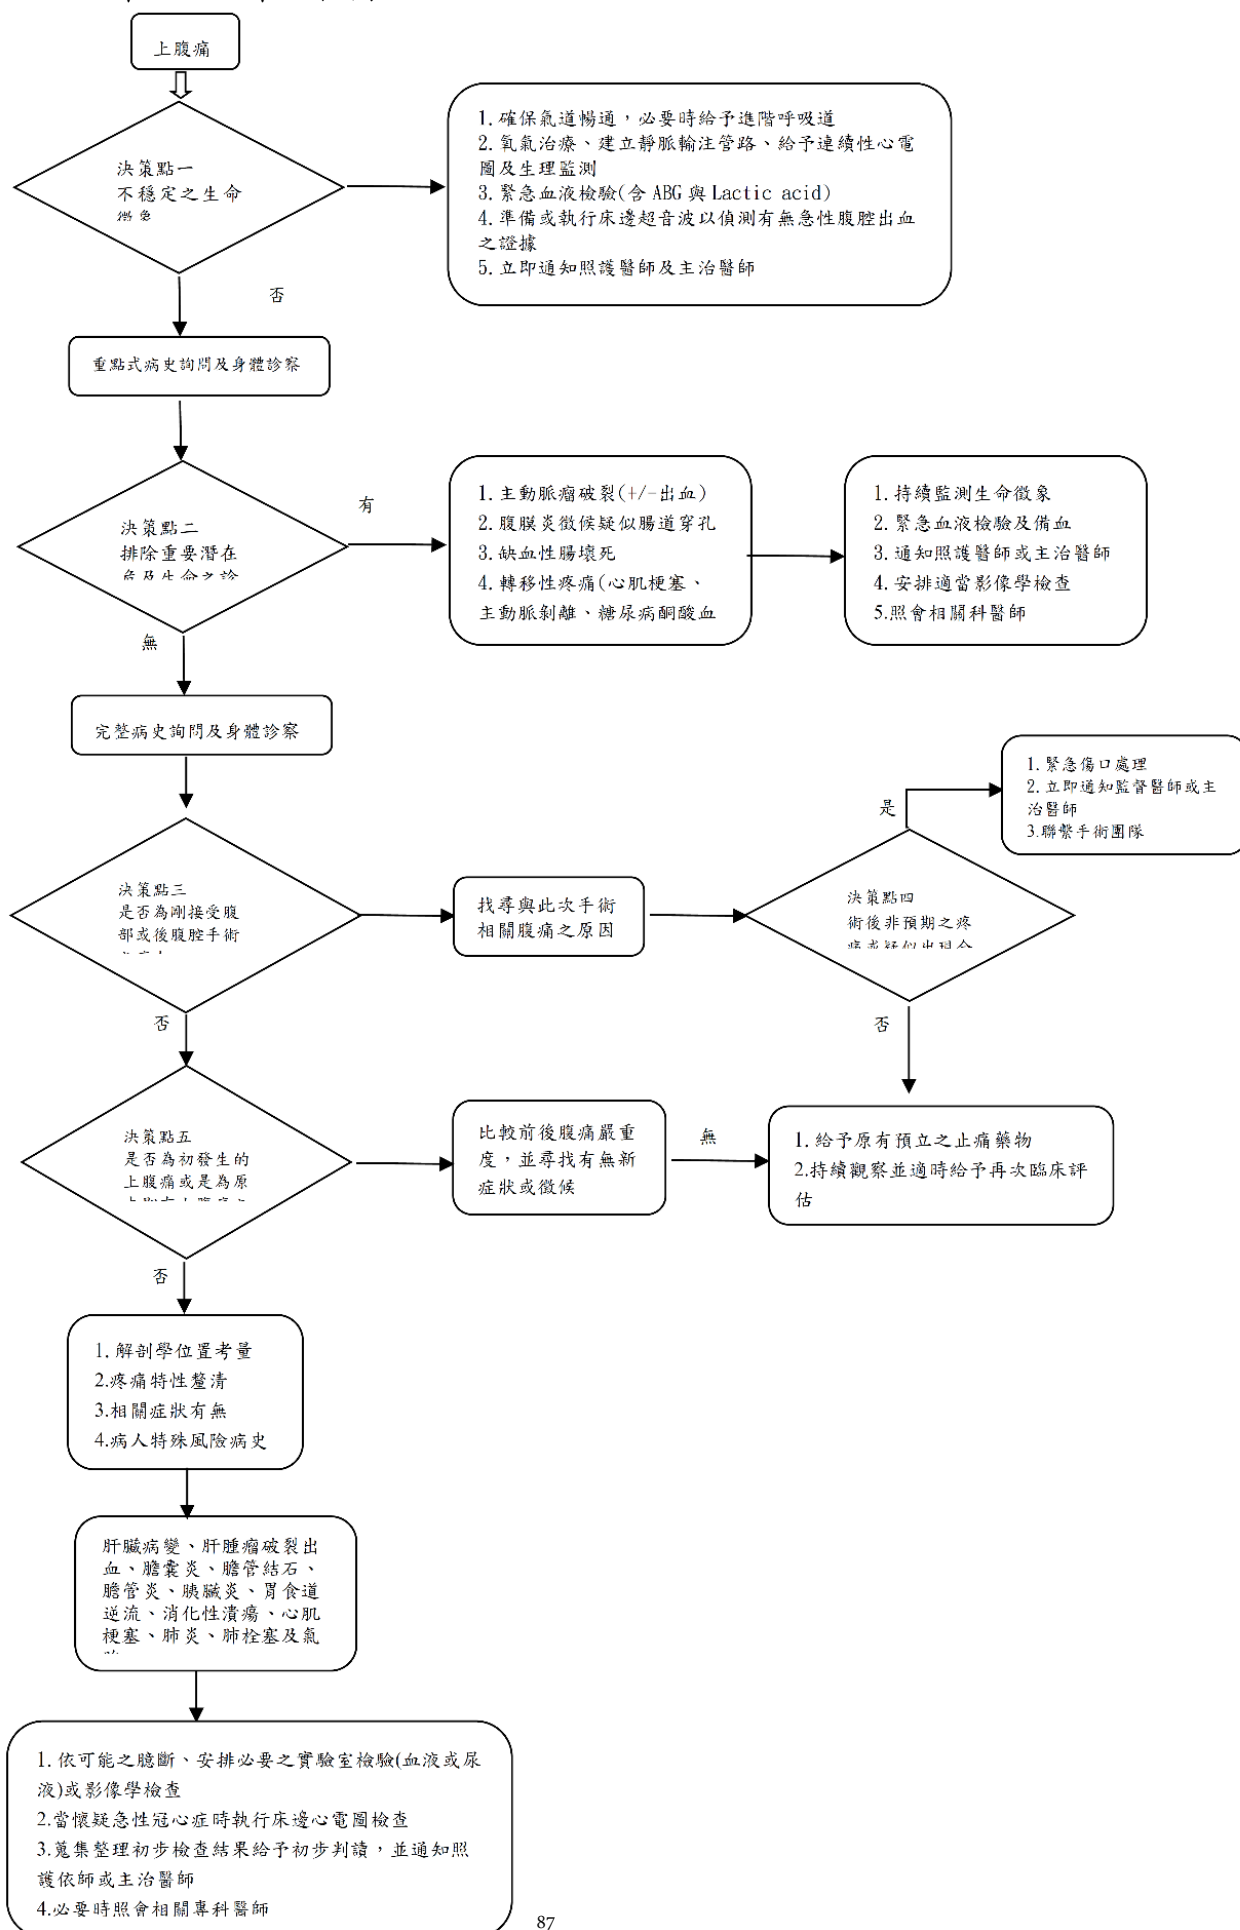 上腹痛
決策點一
不穩定之生命
徵象
1. 確保氣道暢通，必要時給予進階呼吸道
2. 氧氣治療、建立靜脈輸注管路、給予連續性心電
圖及生理監測
3. 緊急血液檢驗(含 ABG 與 Lactic acid)
4. 準備或執行床邊超音波以偵測有無急性腹腔出血
之證據
5. 立即通知照護醫師及主治醫師
否
重點式病史詢問及身體診察
決策點二
排除重要潛在
危及生命之診
有
1. 主動脈瘤破裂(+/-出血)
2. 腹膜炎徵候疑似腸道穿孔
3. 缺血性腸壞死
4. 轉移性疼痛(心肌梗塞、
主動脈剝離、糖尿病酮酸血
1. 持續監測生命徵象
2. 緊急血液檢驗及備血
3. 通知照護醫師或主治醫師
4. 安排適當影像學檢查
5.照會相關科醫師
無
完整病史詢問及身體診察
決策點三
是否為剛接受腹
部或後腹腔手術
找尋與此次手術
相關腹痛之原因
決策點四
術後非預期之疼
痛或疑似出現合
是
1. 緊急傷口處理
2. 立即通知監督醫師或主
治醫師
3.聯繫手術團隊
否
否
決策點五
是否為初發生的
上腹痛或是為原
比較前後腹痛嚴重
度，並尋找有無新
症狀或徵候
無
1. 給予原有預立之止痛藥物
2.持續觀察並適時給予再次臨床評
估
否
1. 解剖學位置考量
2.疼痛特性釐清
3.相關症狀有無
4.病人特殊風險病史
肝臟病變、肝腫瘤破裂出
血、膽囊炎、膽管結石、
膽管炎、胰臟炎、胃食道
逆流、消化性潰瘍、心肌
梗塞、肺炎、肺栓塞及氣
1. 依可能之臆斷、安排必要之實驗室檢驗(血液或尿
液)或影像學檢查
2.當懷疑急性冠心症時執行床邊心電圖檢查
3.蒐集整理初步檢查結果給予初步判讀，並通知照
護依師或主治醫師
4.必要時照會相關專科醫師
87